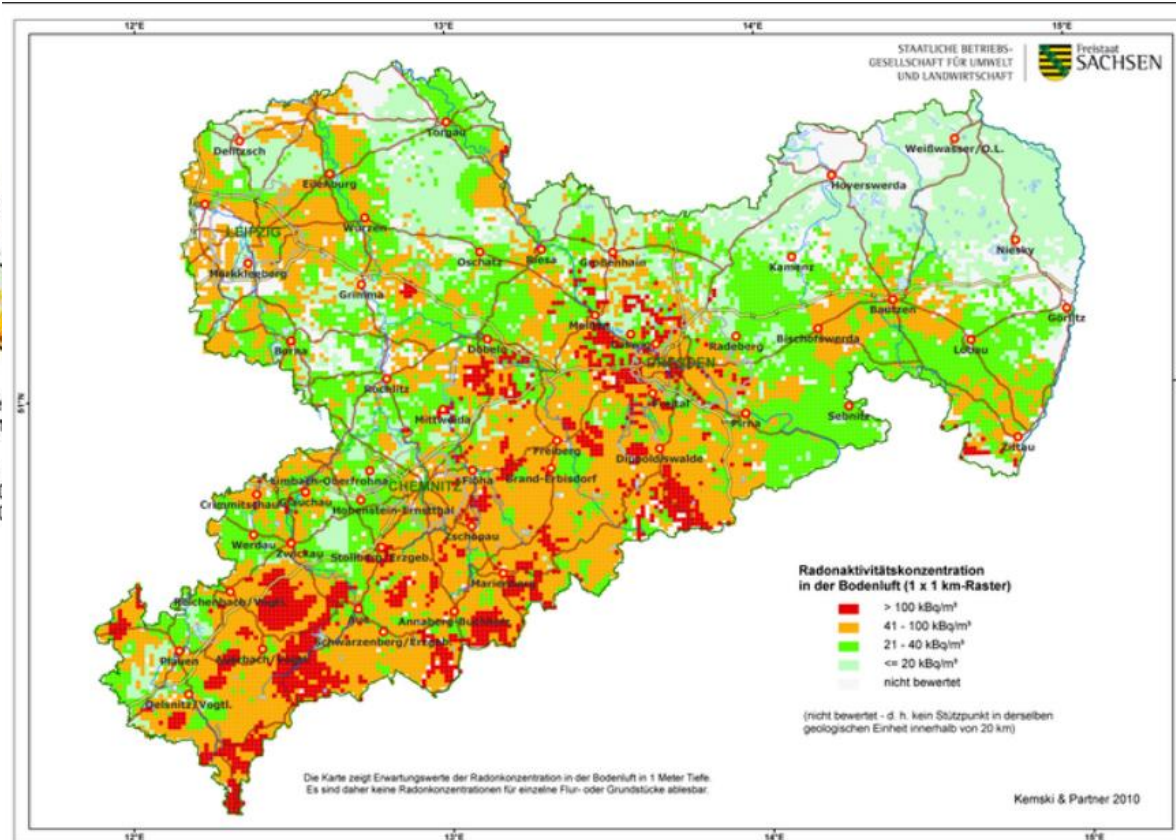 12°E
13°E
14°E
15°E
STAATLICHE BETRIEBS-
GESELLSCHAFT FÜR UMWELT
UND LANDWIRTSCHAFT
Freistaat
SACHSEN
Torgau
Delitzsch
Weißwasser/O.L.
Eilenburg
Hoyerswerda
Wurzen
LEIPZIG
Niesky
Oschatz
Riesa
Großenhain
Markkleeberg
Kamenz
Grimma
Bautzen
Görlitz
Meißen
Borna
Döbeln
DRESDEN
Radeberg
Bischofswerda
Löbau
51°N
Rochlitz
Freital
Mittweida
Pirna
Sebnitz
Zittau
Freiberg
Dippoldiswalde
Limbach-Oberfrohna
CHEMNITZ
Flöha
Brand-Erbisdorf
Crimmitschau
Glauchau
Hohenstein-Ernstthal
Zschopau
Werdau
Zwickau
Stollberg/Erzgeb.
Marienberg
Reichenbach/Vogtl.
Aue
Annaberg-Buchholz
Schwarzenberg/Erzgeb.
Plauen
Auerbach/Vogtl.
Oelsnitz/Vogtl.
Radonaktivitätskonzentration
in der Bodenluft (1 x 1 km-Raster)
> 100 kBq/m³
41 - 100 kBq/m³
21 - 40 kBq/m³
<= 20 kBq/m³
nicht bewertet
(nicht bewertet - d. h. kein Stützpunkt in derselben
geologischen Einheit innerhalb von 20 km)
Die Karte zeigt Erwartungswerte der Radonkonzentration in der Bodenluft in 1 Meter Tiefe.
Es sind daher keine Radonkonzentrationen für einzelne Flur- oder Grundstücke ablesbar.
Kemski & Partner 2010
12°E
13°E
14°E
15°E